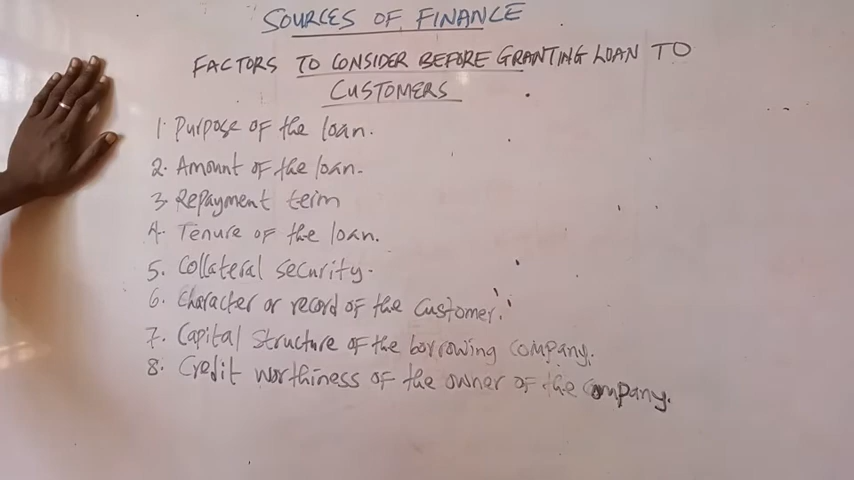 SOURCES OF FINANCE
FACTORS TO CONSIDER BEFORE GRANTING LOAN TO
CUSTOMERS
1. Purpose of the loan.
2. Amount of the loan.
3. Repayment term
4. Tenure of the loan.
5. Collateral security.
6. Character or record of the Customer.
7. Capital Structure of the borrowing company.
8. Credit worthiness of the owner of the Company.